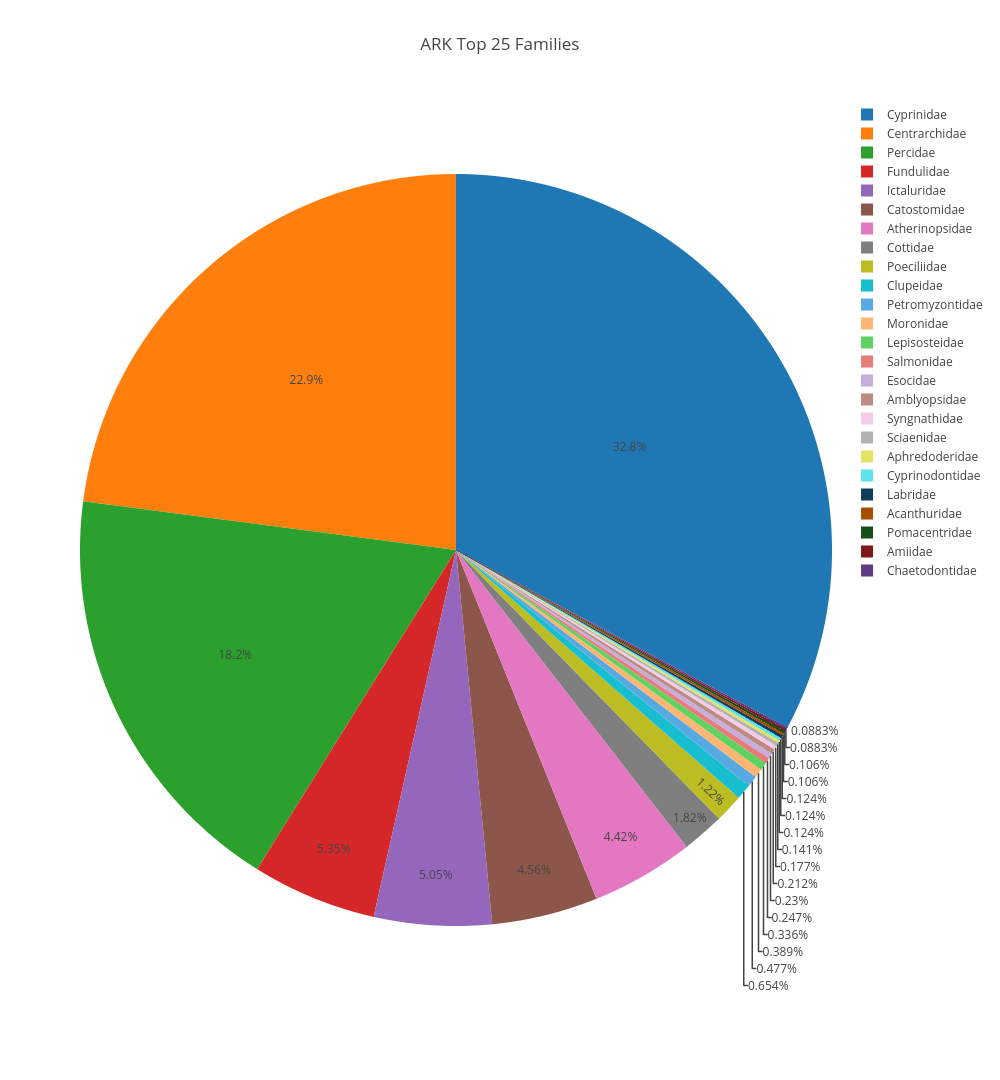 ARK Top 25 Families
Cyprinidae
Centrarchidae
Percidae
Fundulidae
Ictaluridae
Catostomidae
Atherinopsidae
Cottidae
Poeciliidae
Clupeidae
Petromyzontidae
Moronidae
Lepisosteidae
Salmonidae
Esocidae
Amblyopsidae
Syngnathidae
Sciaenidae
Aphredoderidae
Cyprinodontidae
Labridae
Acanthuridae
Pomacentridae
Amiidae
Chaetodontidae
22.9%
32.8%
18.2%
5.35%
5.05%
4.56%
4.42%
1.82%
1.22%
0.0883%
0.0883%
0.106%
0.106%
0.124%
0.124%
0.124%
0.141%
0.177%
0.212%
0.23%
0.247%
0.336%
0.389%
0.477%
0.654%